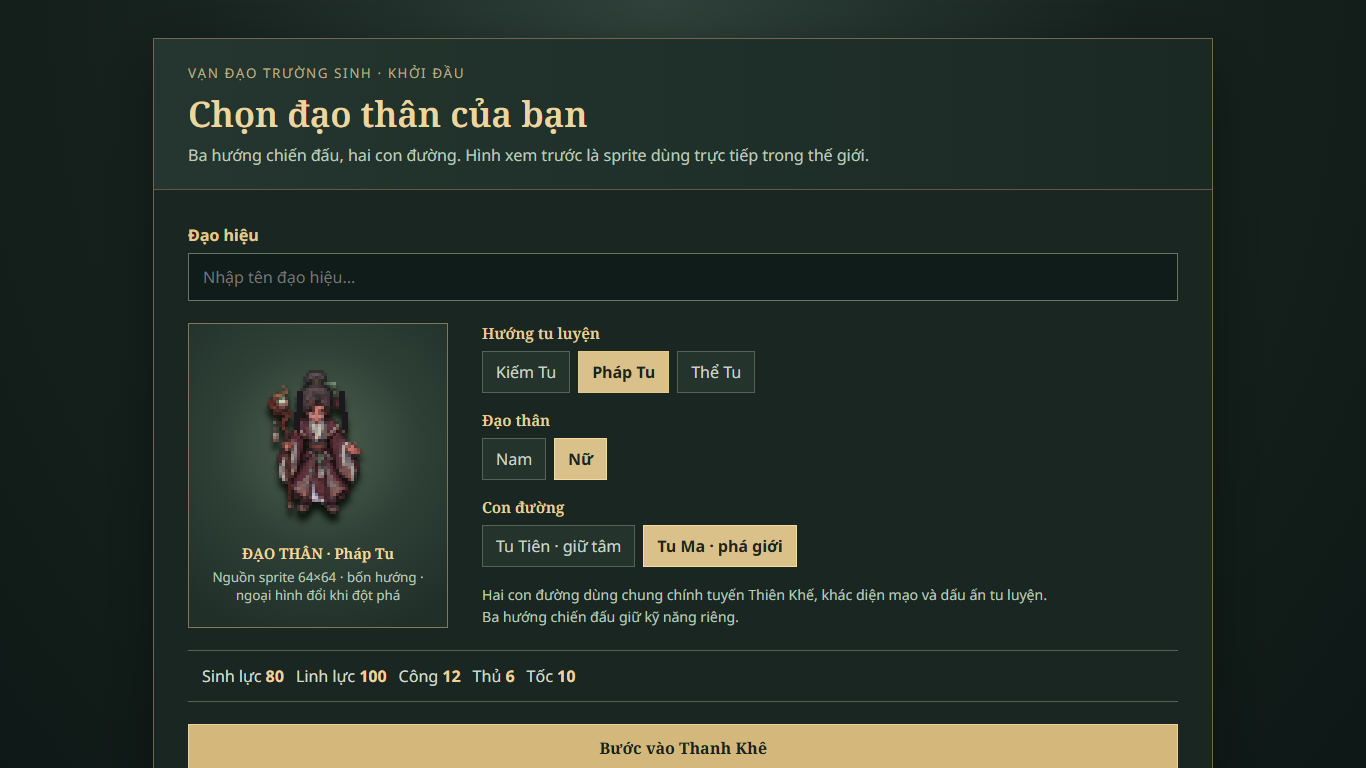 VẠN ĐẠO TRƯỜNG SINH · KHỞI ĐẦU
Chọn đạo thân của bạn
Ba hướng chiến đấu, hai con đường. Hình xem trước là sprite dùng trực tiếp trong thế giới.
Đạo hiệu
Nhập tên đạo hiệu...
ĐẠO THÂN · Pháp Tu
Nguồn sprite 64×64 · bốn hướng ·
ngoại hình đổi khi đột phá
Hướng tu luyện
Kiếm Tu Pháp Tu Thể Tu
Đạo thân
Nam Nữ
Con đường
Tu Tiên · giữ tâm Tu Ma · phá giới
Hai con đường dùng chung chính tuyến Thiên Khế, khác diện mạo và dấu ấn tu luyện.
Ba hướng chiến đấu giữ kỹ năng riêng.
Sinh lực 80 Linh lực 100 Công 12 Thủ 6 Tốc 10
Bước vào Thanh Khê